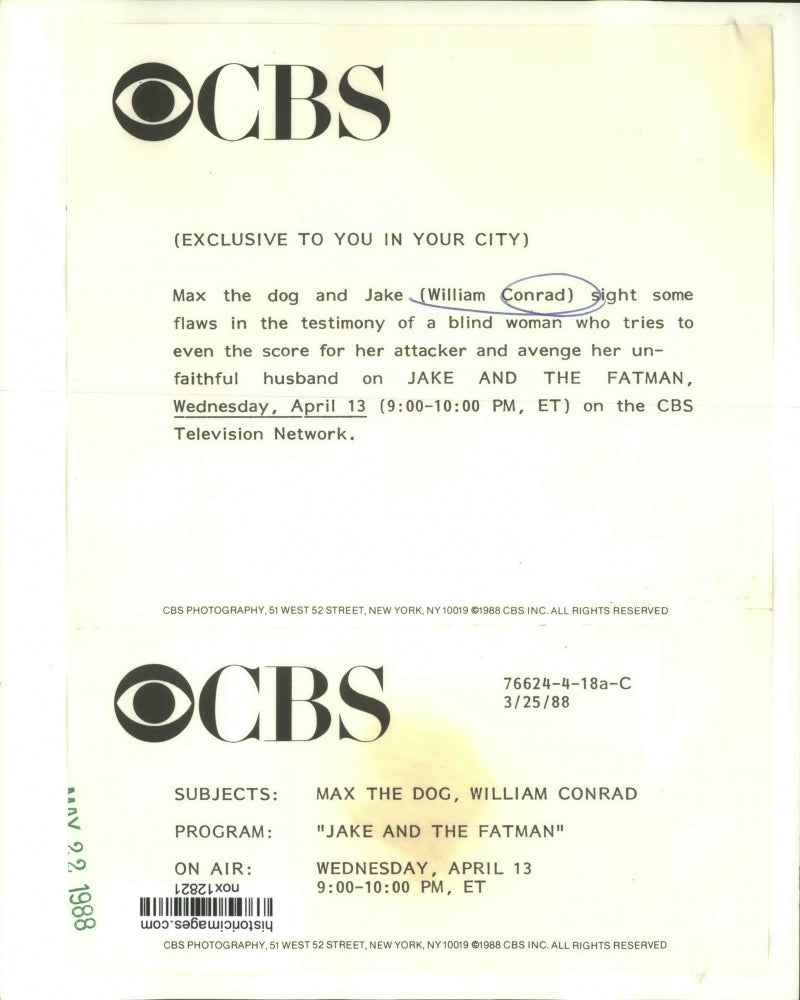 CBS
(EXCLUSIVE TO YOU IN YOUR CITY)
Max the dog and Jake (William Conrad) sight some
flaws in the testimony of a blind woman who tries to
even the score for her attacker and avenge her un-
faithful husband on JAKE AND THE FATMAN,
Wednesday, April 13 (9:00-10:00 PM, ET) on the CBS
Television Network.
CBS PHOTOGRAPHY, 51 WEST 52 STREET, NEW YORK, NY 10019 ©1988 CBS INC. ALL RIGHTS RESERVED
CBS
76624-4-18a-C
3/25/88
SUBJECTS: MAX THE DOG, WILLIAM CONRAD
PROGRAM: "JAKE AND THE FATMAN"
ON AIR: WEDNESDAY, APRIL 13
9:00-10:00 PM, ET
nox12821
historicimages.com
CBS PHOTOGRAPHY, 51 WEST 52 STREET, NEW YORK, NY 10019 ©1988 CBS INC. ALL RIGHTS RESERVED
22 1988